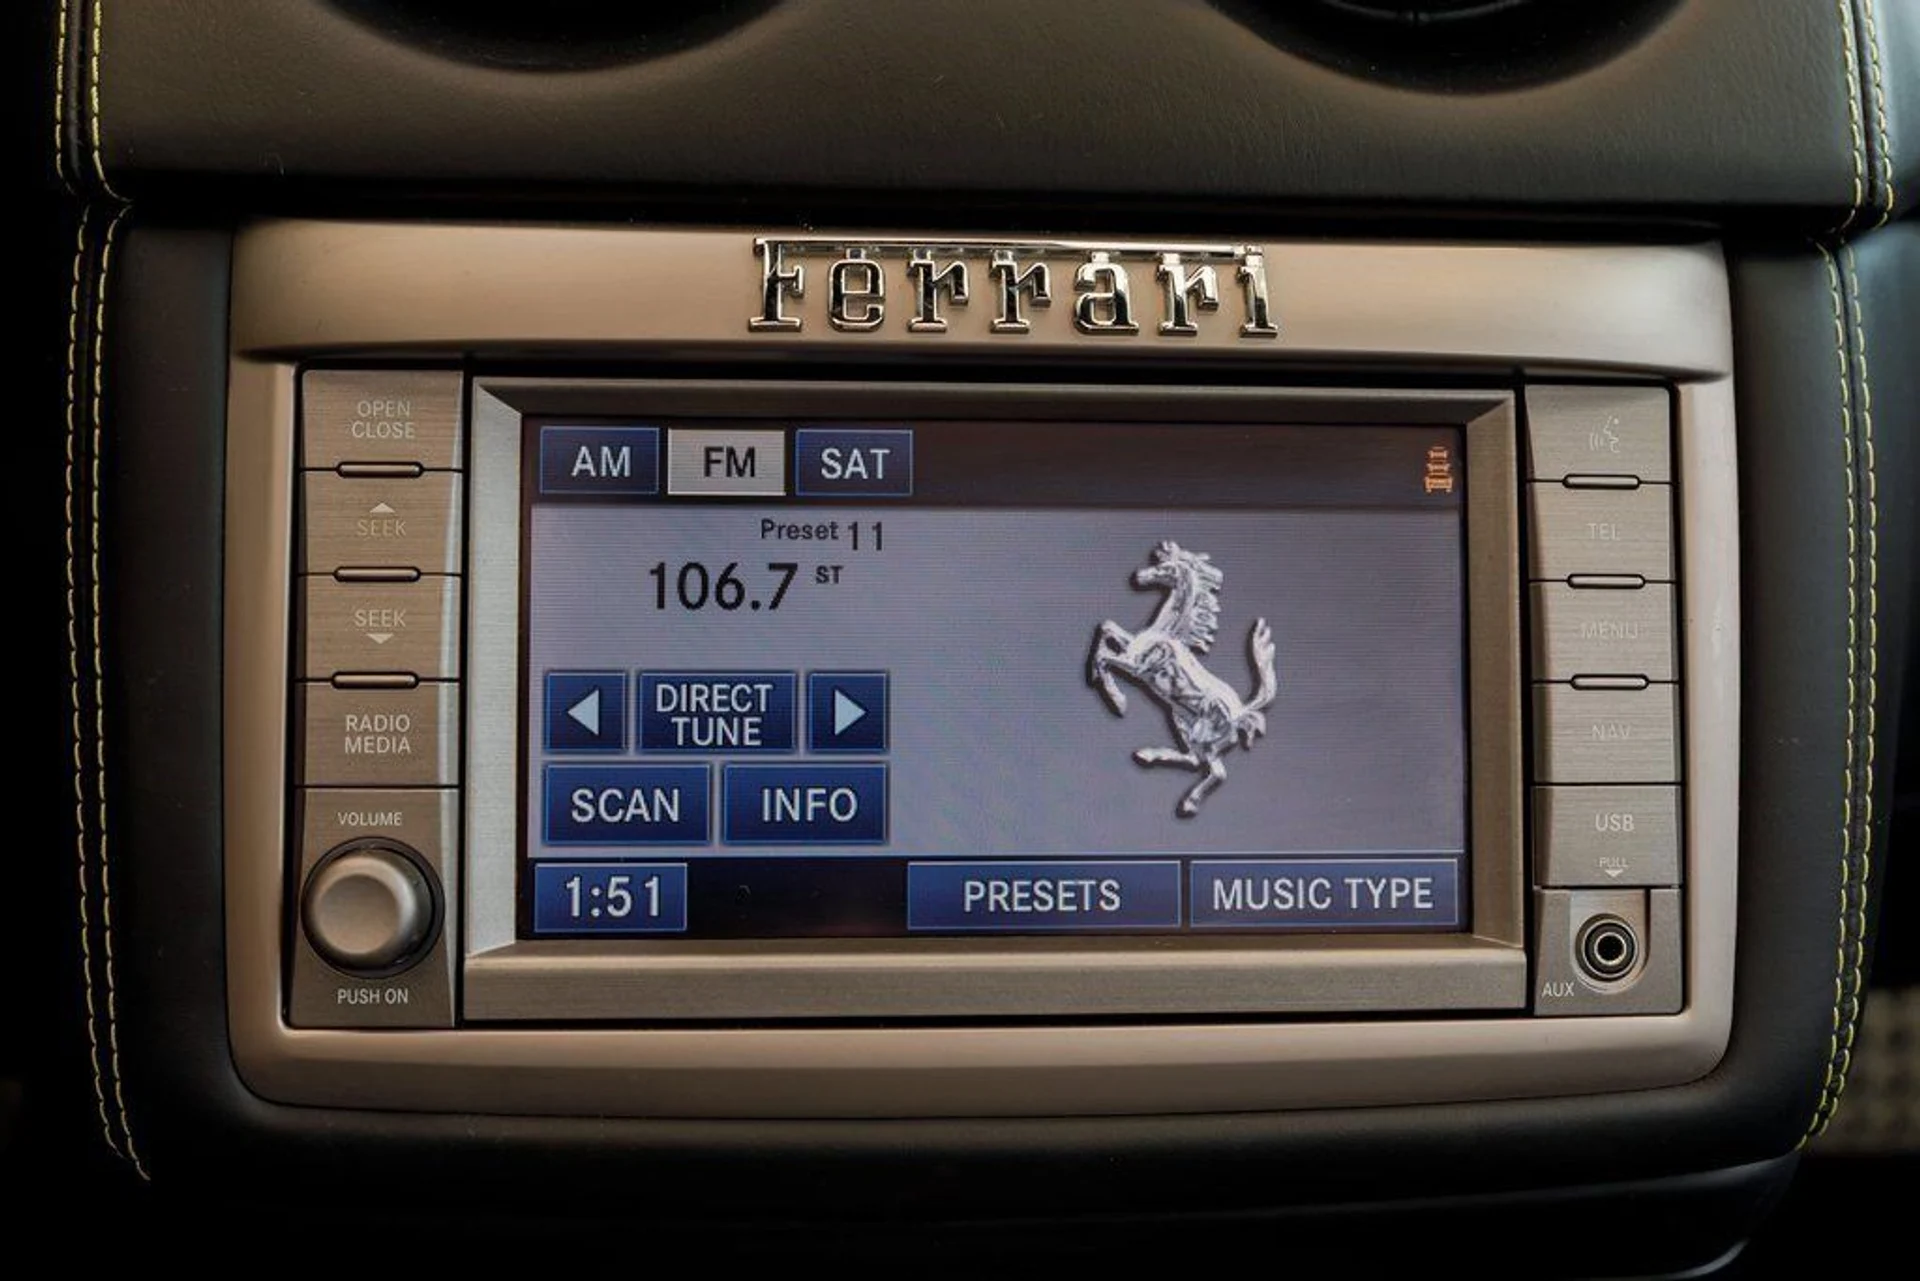 Ferrari
OPEN
CLOSE
SEEK
SEEK
RADIO
MEDIA
VOLUME
PUSH ON
AM FM SAT
Preset 11
106.7 ST
DIRECT
TUNE
SCAN INFO
1:51 PRESETS MUSIC TYPE
TEL
MENU
NAV
USB
PULL
AUX